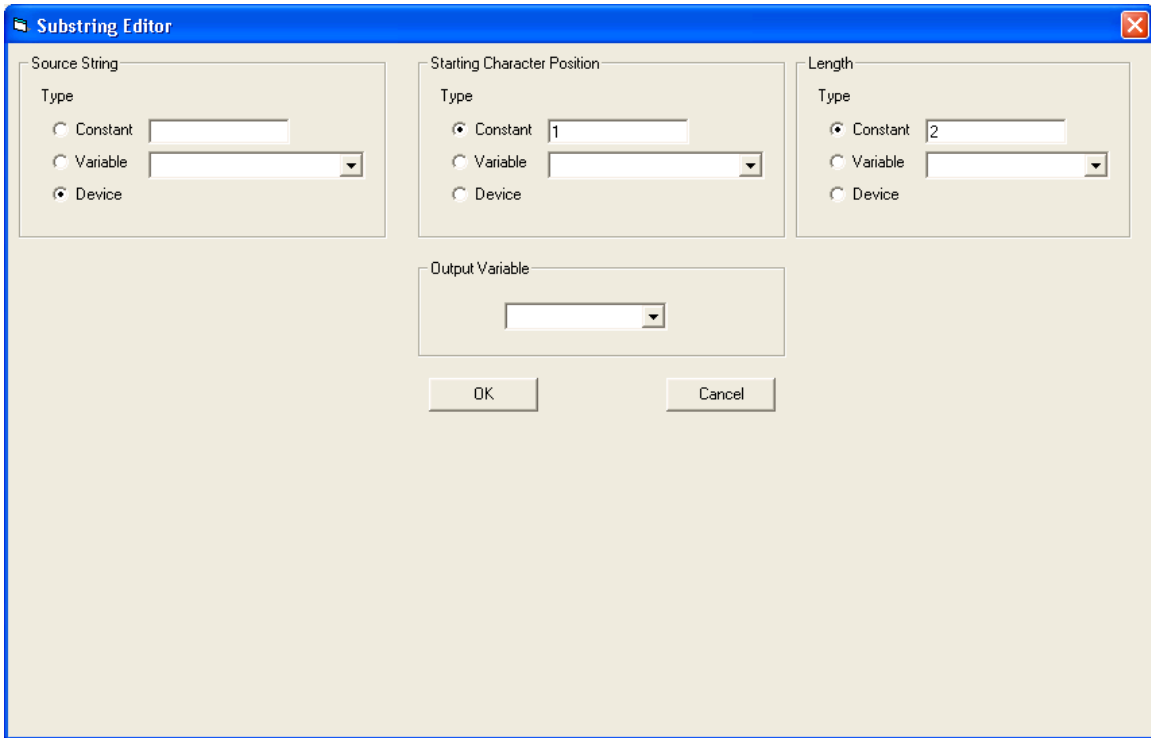 Substring Editor
Source String
Type
Constant
Variable
Device
Starting Character Position
Type
Constant 1
Variable
Device
Length
Type
Constant 2
Variable
Device
Output Variable
OK
Cancel